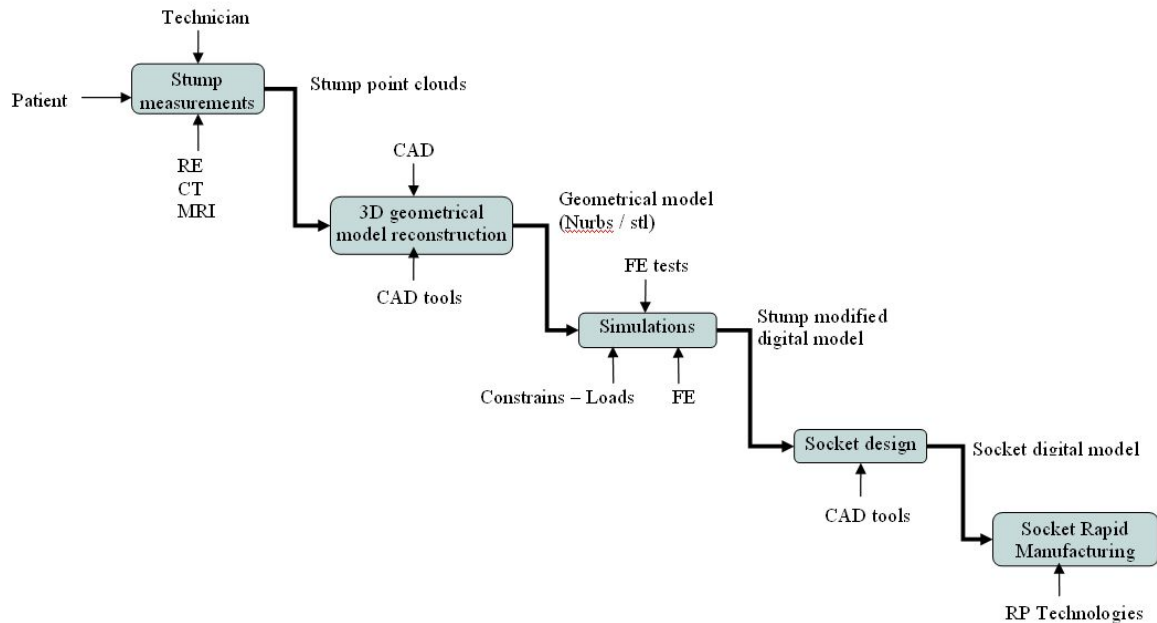 Technician
Stump
measurements
Stump point clouds
Patient
RE
CT
MRI
CAD
3D geometrical
model reconstruction
Geometrical model
(Nurbs / stl)
CAD tools
FE tests
Simulations
Stump modified
digital model
Constrains – Loads
FE
Socket design
Socket digital model
CAD tools
Socket Rapid
Manufacturing
RP Technologies